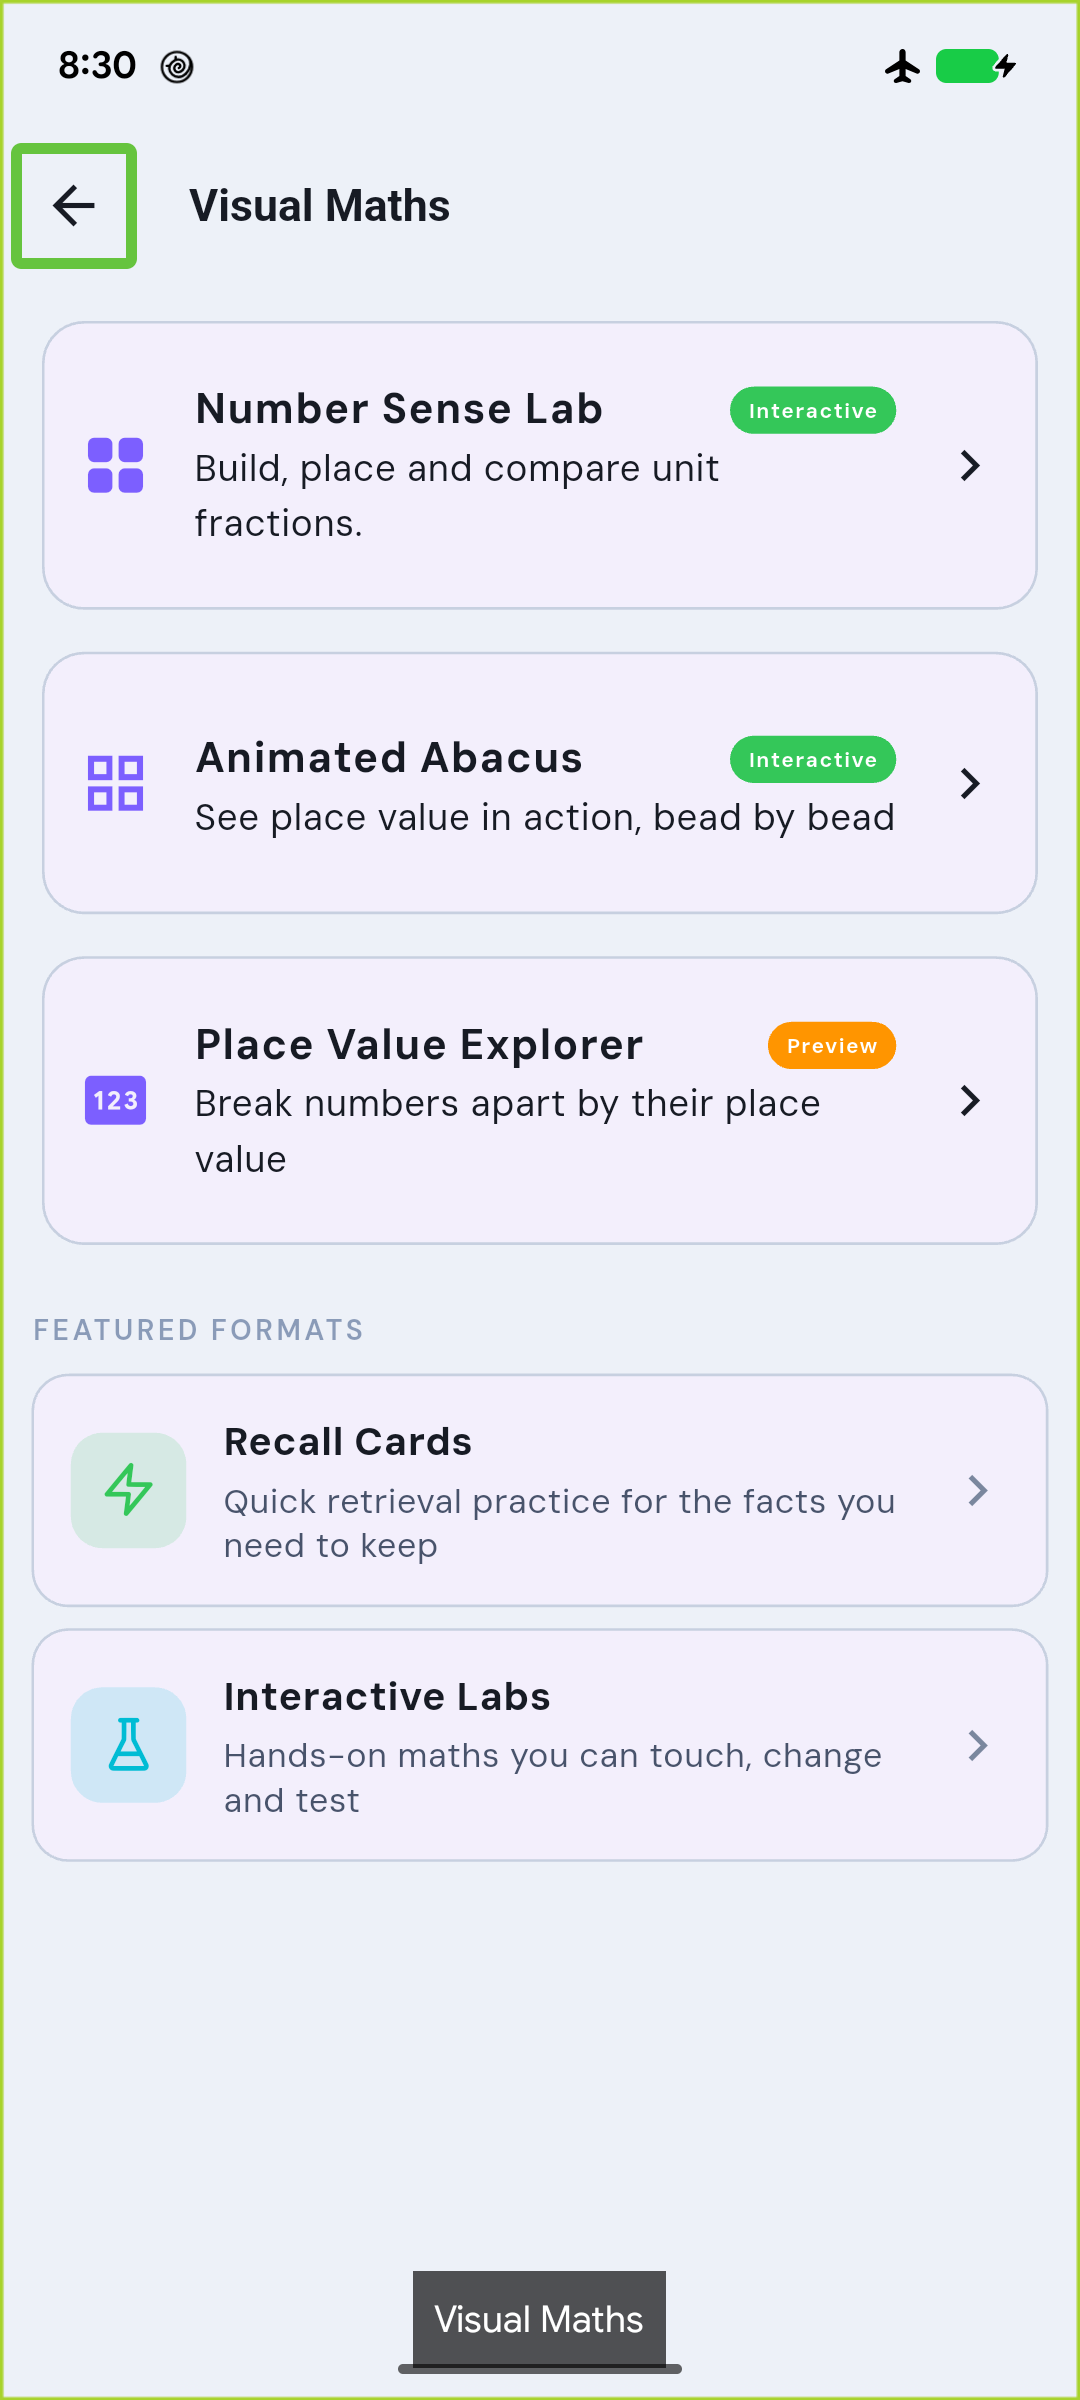 8:30
Visual Maths
Number Sense Lab
Interactive
Build, place and compare unit
fractions.
Animated Abacus
Interactive
See place value in action, bead by bead
Place Value Explorer
Preview
123
Break numbers apart by their place
value
FEATURED FORMATS
Recall Cards
Quick retrieval practice for the facts you
need to keep
Interactive Labs
Hands-on maths you can touch, change
and test
Visual Maths